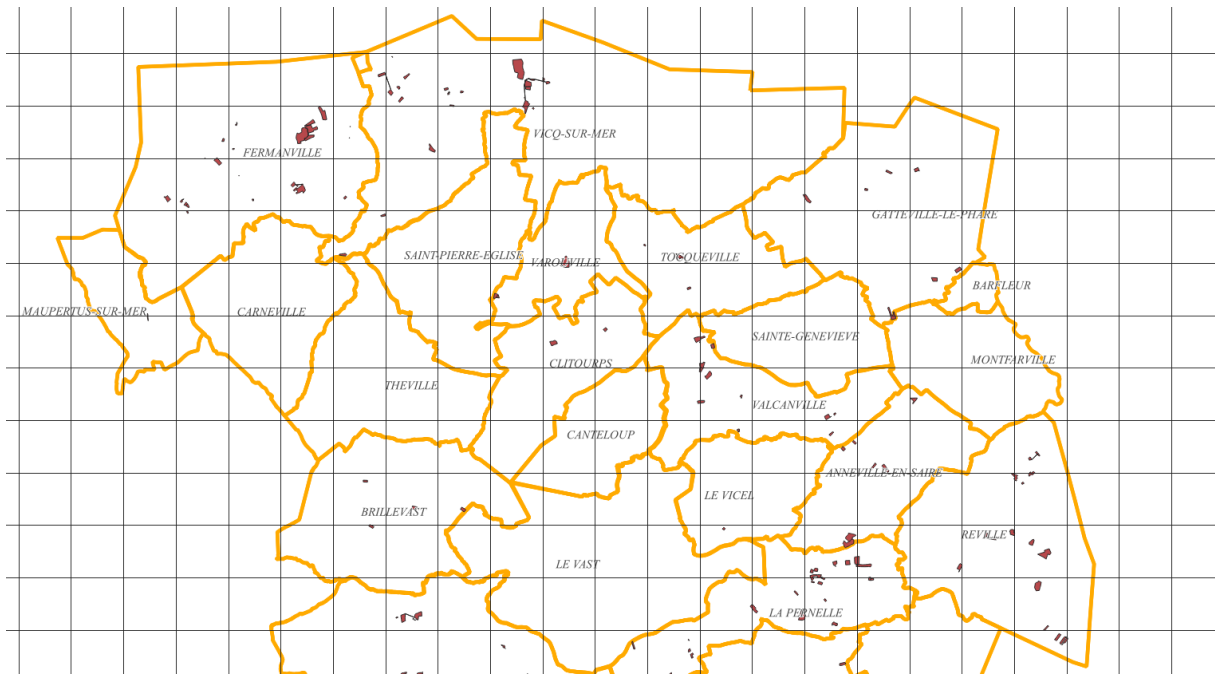 VICQ-SUR-MER
FERMANVILLE
GATTEVILLE-LE-PHARE
SAINT-PIERRE-EGLISE
VAROUVILLE
TOCQUEVILLE
BARFLEUR
MAUPERTUS-SUR-MER
CARNEVILLE
SAINTE-GENEVIEVE
CLITOURPS
MONTFARVILLE
THEVILLE
VALCANVILLE
CANTELOUP
ANNEVILLE-EN-SAIRE
LE VICEL
BRILLEVAST
REVILLE
LE VAST
LA PERNELLE